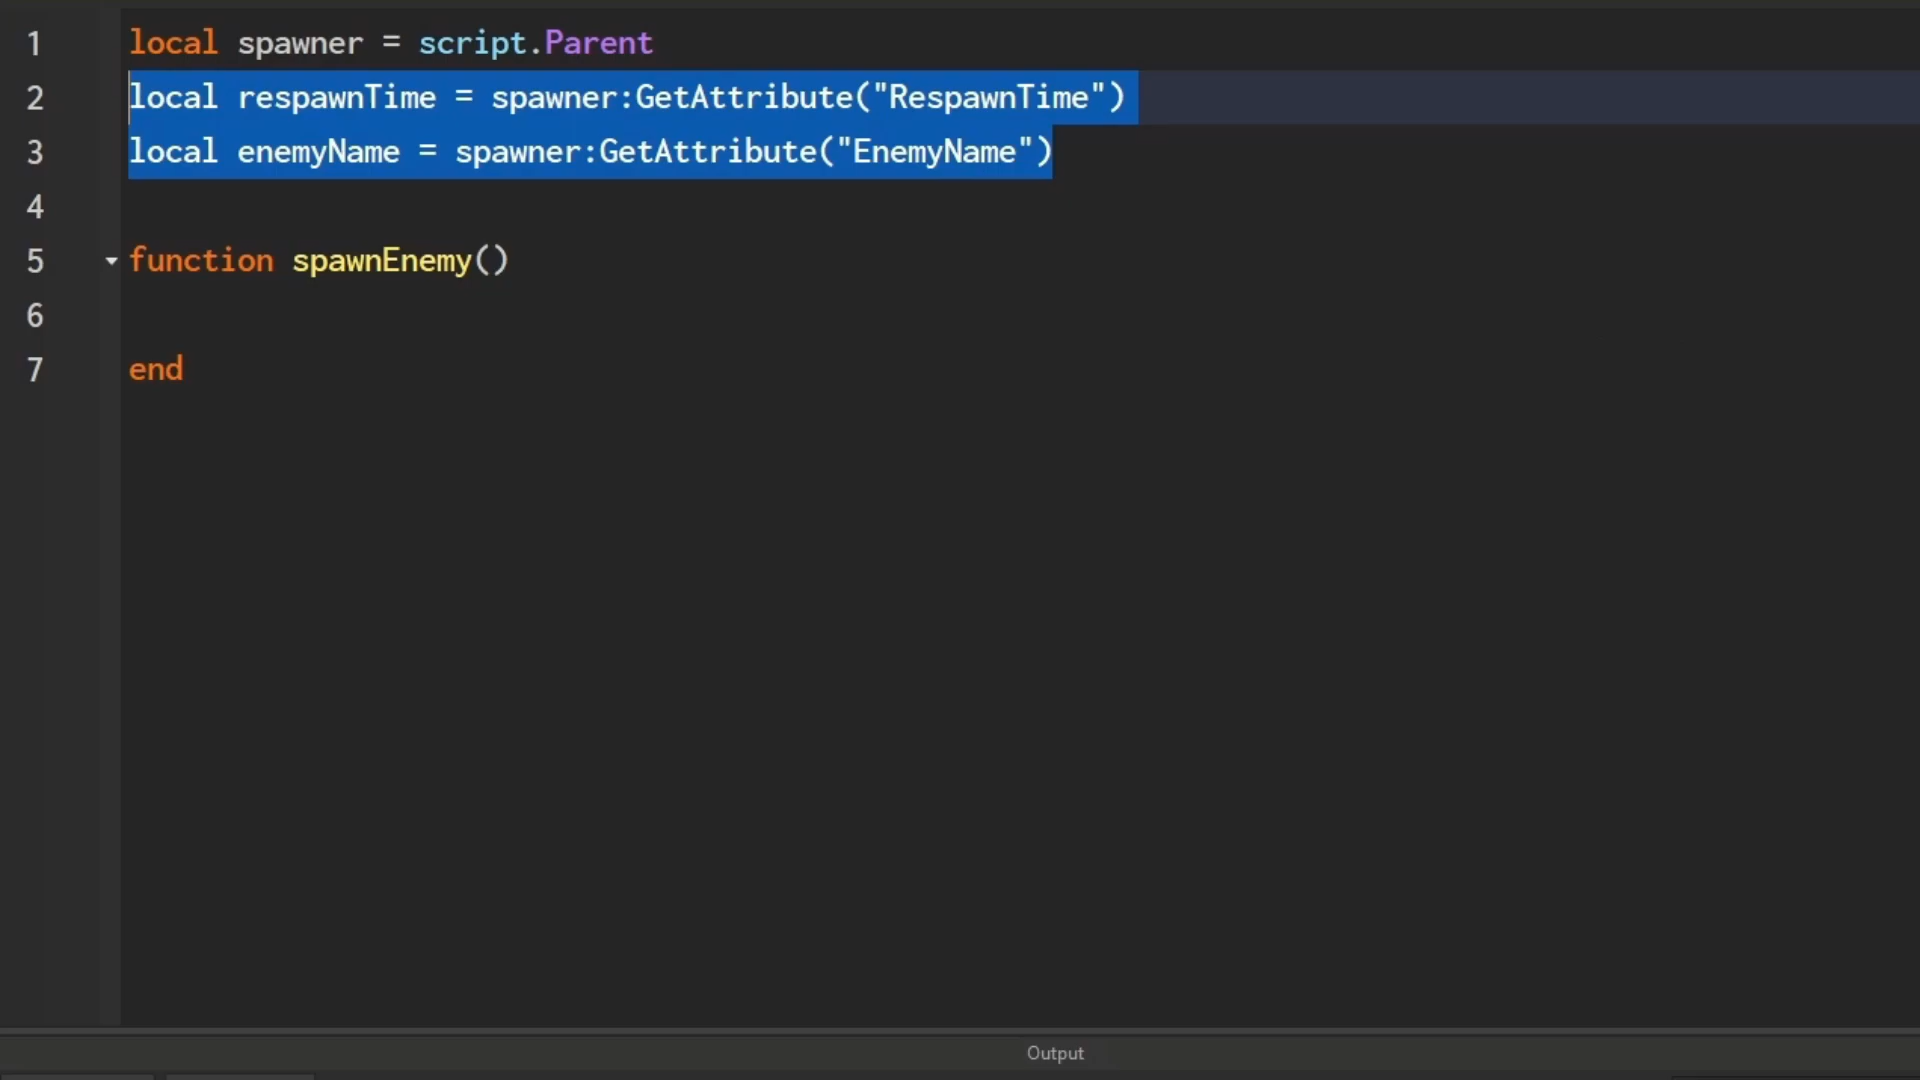 1 local spawner = script.Parent
2 local respawnTime = spawner:GetAttribute("RespawnTime")
3 local enemyName = spawner:GetAttribute("EnemyName")
4
5 function spawnEnemy()
6
7 end
Output